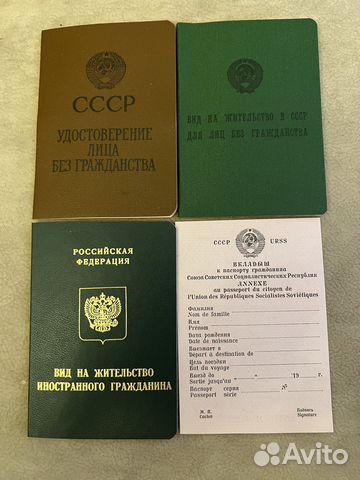 СССР
УДОСТОВЕРЕНИЕ
ЛИЦА
БЕЗ ГРАЖДАНСТВА
ВИД НА ЖИТЕЛЬСТВО В СССР
ДЛЯ ЛИЦ БЕЗ ГРАЖДАНСТВА
РОССИЙСКАЯ
ФЕДЕРАЦИЯ
ВИД НА ЖИТЕЛЬСТВО
ИНОСТРАННОГО ГРАЖДАНИНА
СССР URSS
ВКЛАДЫШ
к паспорту гражданина
Союза Советских Социалистических Республик
ANNEXE
au passeport du citoyen de
l'Union des Républiques Socialistes Soviétiques
Фамилия
Nom de famille
Имя
Prénom
Дата рождения
Date de naissance
Выезжает в
Départ à destination de
Цель поездки
But du voyage
Выезд до " " 19 г.
Sortie jusqu'au
Паспорт серия №
Passeport série
М. П. Подпись
Cachet Signature
Avito